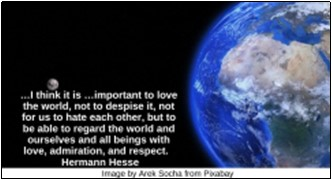 …I think it is …important to love
the world, not to despise it, not
for us to hate each other, but to
be able to regard the world and
ourselves and all beings with
love, admiration, and respect.
Hermann Hesse
Image by Arek Socha from Pixabay